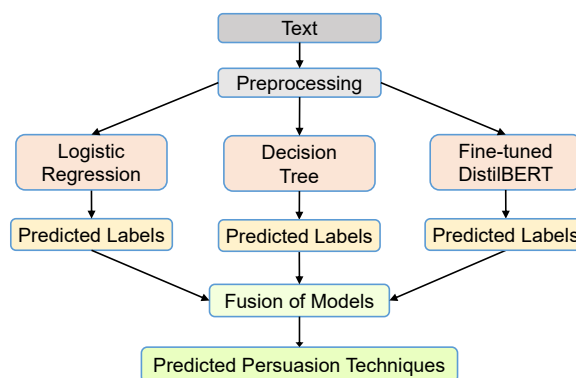 Text
Preprocessing
Logistic
Regression
Decision
Tree
Fine-tuned
DistilBERT
Predicted Labels
Predicted Labels
Predicted Labels
Fusion of Models
Predicted Persuasion Techniques